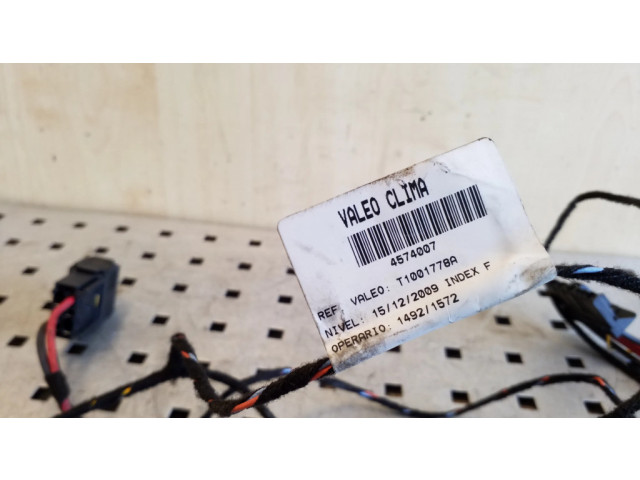 VALEO CLIMA
4574007
REF. VALEO: T1001778A
NIVEL: 15/12/2009 INDEX F
OPERARIO: 1492/1572